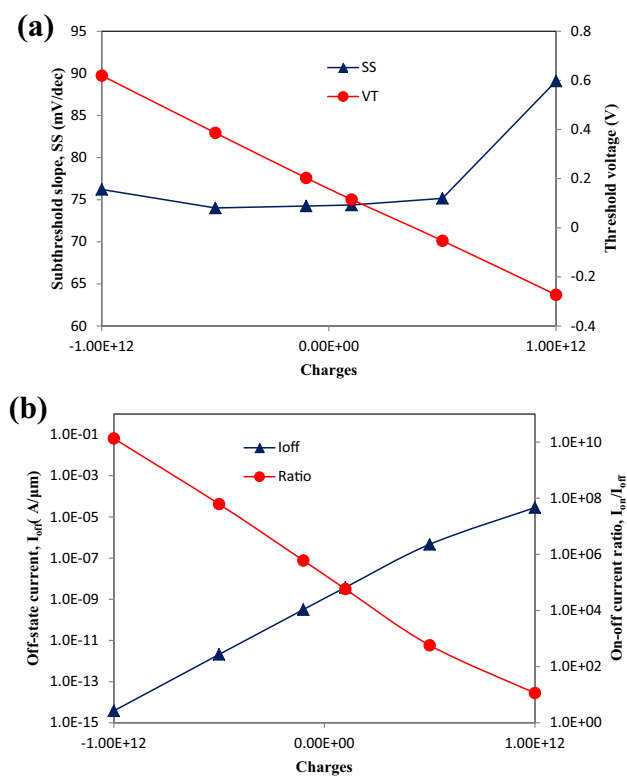 (a)
SS
VT
95
90
85
80
75
70
65
60
Subthreshold slope, SS (mV/dec)
0.8
0.6
0.4
0.2
0
-0.2
-0.4
Threshold voltage (V)
-1.00E+12 0.00E+00 1.00E+12
Charges
(b)
Ioff
Ratio
1.0E-01
1.0E-03
1.0E-05
1.0E-07
1.0E-09
1.0E-11
1.0E-13
1.0E-15
Off-state current, Ioff( A/μm)
1.0E+10
1.0E+08
1.0E+06
1.0E+04
1.0E+02
1.0E+00
On-off current ratio, Ion/Ioff
-1.00E+12 0.00E+00 1.00E+12
Charges